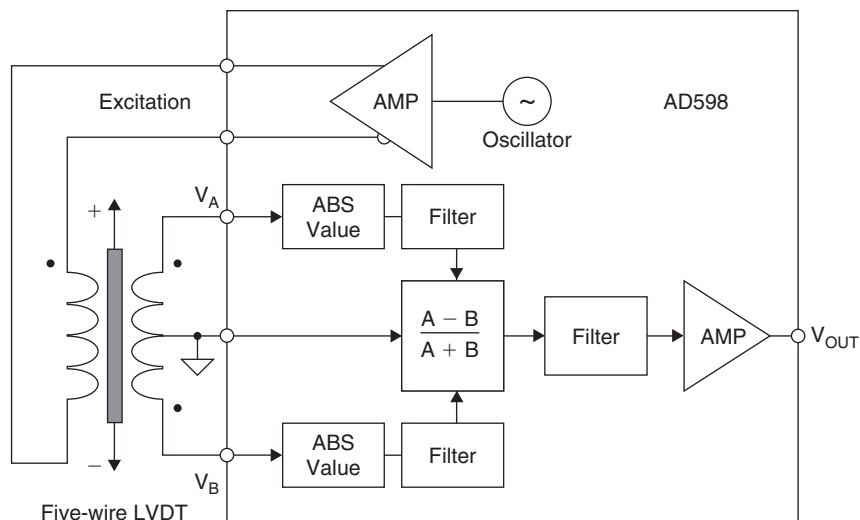 Excitation
AMP
~
Oscillator
AD598
V_A
ABS
Value
Filter
+
A − B
A + B
Filter
AMP
V_OUT
−
V_B
ABS
Value
Filter
Five-wire LVDT